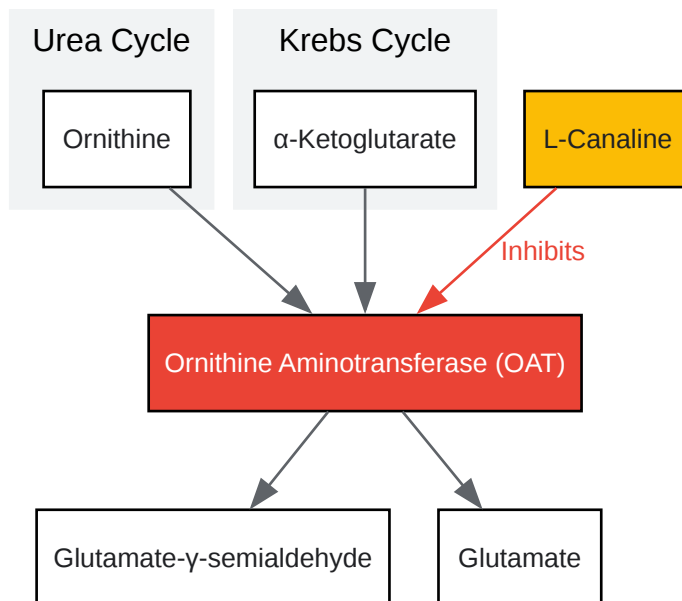 Urea Cycle
Krebs Cycle
Ornithine
α-Ketoglutarate
L-Canaline
Inhibits
Ornithine Aminotransferase (OAT)
Glutamate-γ-semialdehyde
Glutamate